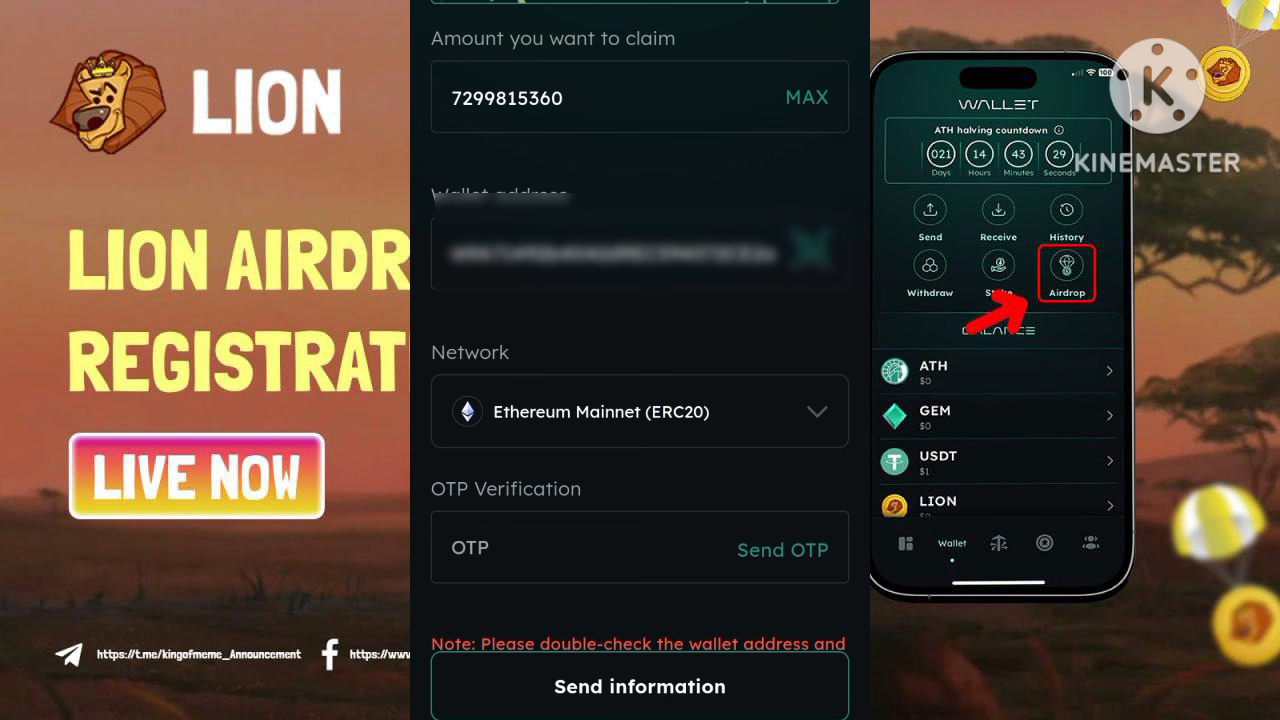 LION
LION AIRDR
REGISTRAT
LIVE NOW
https://t.me/kingofmeme_Announcement
https://www
Amount you want to claim
7299815360
MAX
Wallet address
Network
Ethereum Mainnet (ERC20)
OTP Verification
OTP
Send OTP
Note: Please double-check the wallet address and
Send information
100
WALLET
ATH halving countdown
021
14
43
29
Days
Hours
Minutes
Seconds
Send
Receive
History
Withdraw
Airdrop
ATH
$0
GEM
$0
USDT
$1
LION
Wallet
K
KINEMASTER